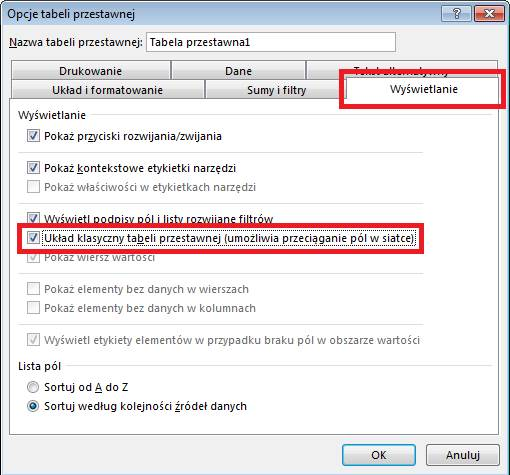 Opcje tabeli przestawnej
Nazwa tabeli przestawnej: Tabela przestawna1
Drukowanie Dane Tekst alternatywny
Układ i formatowanie Sumy i filtry Wyświetlanie
Wyświetlanie
Pokaż przyciski rozwijania/zwijania
Pokaż kontekstowe etykietki narzędzi
Pokaż właściwości w etykietkach narzędzi
Wyświetl podpisy pól i listy rozwijane filtrów
Układ klasyczny tabeli przestawnej (umożliwia przeciąganie pól w siatce)
Pokaż wiersz wartości
Pokaż elementy bez danych w wierszach
Pokaż elementy bez danych w kolumnach
Wyświetl etykiety elementów w przypadku braku pól w obszarze wartości
Lista pól
Sortuj od A do Z
Sortuj według kolejności źródeł danych
OK Anuluj